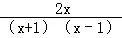 2x
(x+1) (x-1)